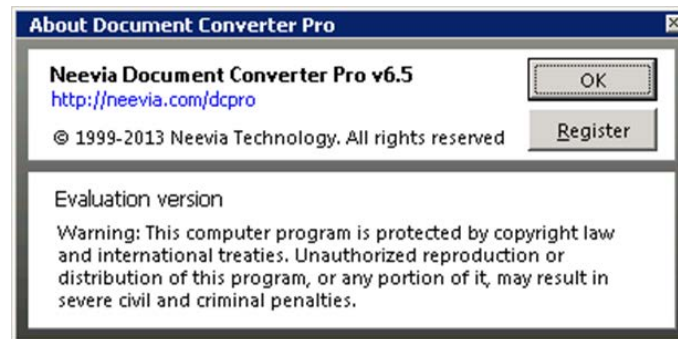 About Document Converter Pro
Neevia Document Converter Pro v6.5
OK
http://neevia.com/dcpro
© 1999-2013 Neevia Technology. All rights reserved
Register
Evaluation version
Warning: This computer program is protected by copyright law
and international treaties. Unauthorized reproduction or
distribution of this program, or any portion of it, may result in
severe civil and criminal penalties.